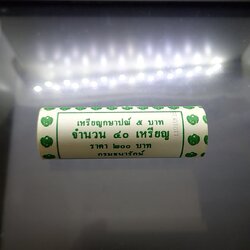 เหรียญกษาปณ์ ๕ บาท
จำนวน ๔๐ เหรียญ
ราคา ๒๐๐ บาท
กรมธนารักษ์